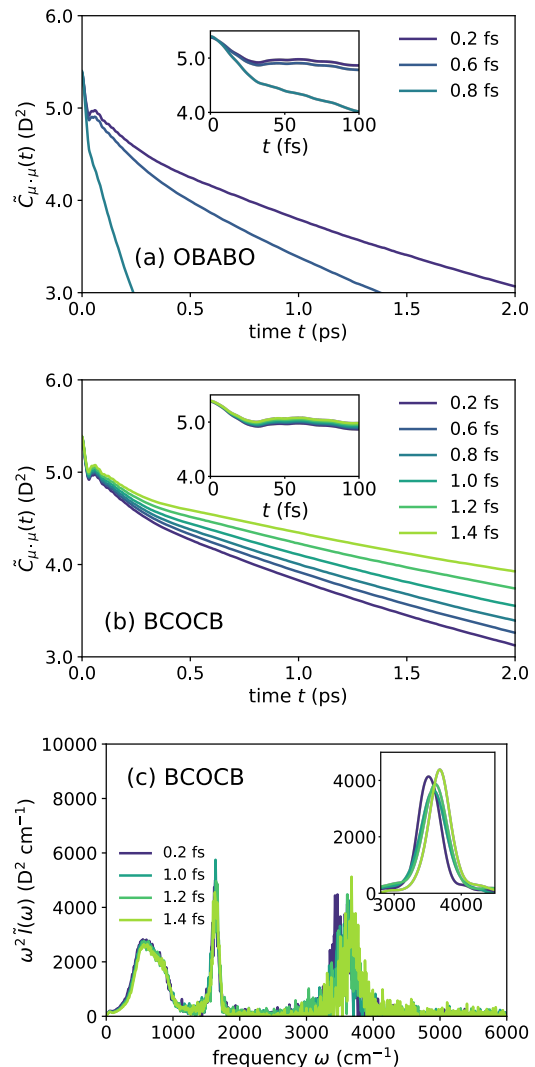 6.0
5.0
4.0
3.0
C̃μ·μ(t) (D²)
5.0
4.0
0
50
100
t (fs)
0.2 fs
0.6 fs
0.8 fs
(a) OBABO
0.0
0.5
1.0
1.5
2.0
time t (ps)
6.0
5.0
4.0
3.0
C̃μ·μ(t) (D²)
5.0
4.0
0
50
100
t (fs)
0.2 fs
0.6 fs
0.8 fs
1.0 fs
1.2 fs
1.4 fs
(b) BCOCB
0.0
0.5
1.0
1.5
2.0
time t (ps)
10000
8000
6000
4000
2000
0
ω²Ĩ(ω) (D² cm⁻¹)
(c) BCOCB
0.2 fs
1.0 fs
1.2 fs
1.4 fs
4000
2000
0
3000
4000
0
1000
2000
3000
4000
5000
6000
frequency ω (cm⁻¹)